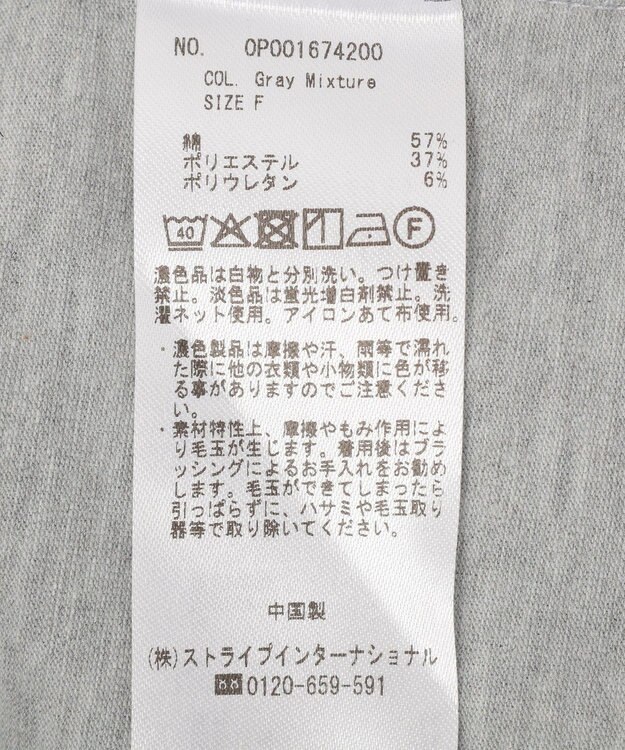 NO. OP001674200
COL. Gray Mixture
SIZE F
綿 57%
ポリエステル 37%
ポリウレタン 6%
40 F
濃色品は白物と分別洗い。つけ置き
禁止。淡色品は蛍光増白剤禁止。洗
濯ネット使用。アイロンあて布使用。
・濃色製品は摩擦や汗、雨等で濡れ
た際に他の衣類や小物類に色が移
る事がありますのでご注意くださ
い。
・素材特性上、摩擦やもみ作用によ
り毛玉が生じます。着用後はブラ
ッシングによるお手入れをお勧め
します。毛玉ができてしまったら
引っぱらずに、ハサミや毛玉取り
器等で取り除いてください。
中国製
(株)ストライプインターナショナル
0120-659-591